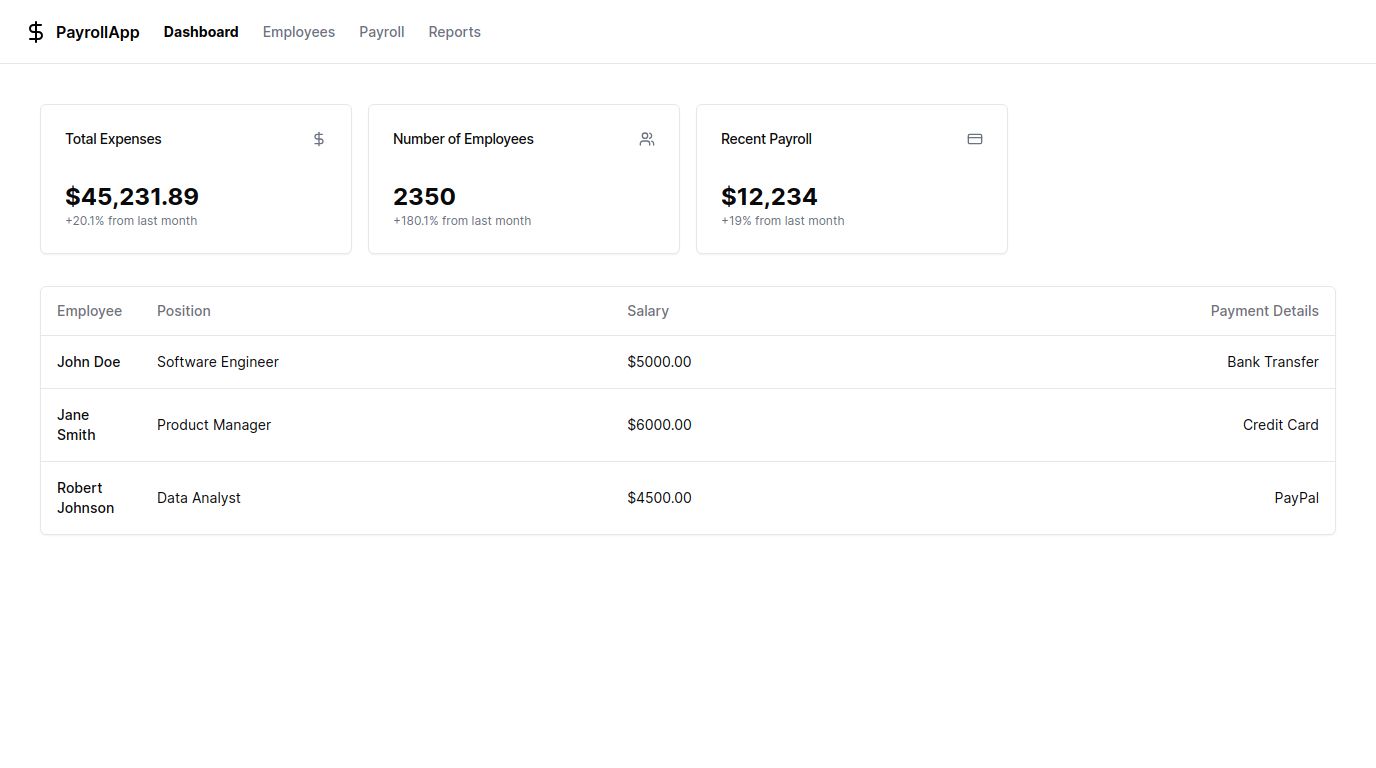 PayrollApp Dashboard Employees Payroll Reports
Total Expenses
$45,231.89
+20.1% from last month
Number of Employees
2350
+180.1% from last month
Recent Payroll
$12,234
+19% from last month
Employee Position Salary Payment Details
John Doe Software Engineer $5000.00 Bank Transfer
Jane
Smith Product Manager $6000.00 Credit Card
Robert
Johnson Data Analyst $4500.00 PayPal